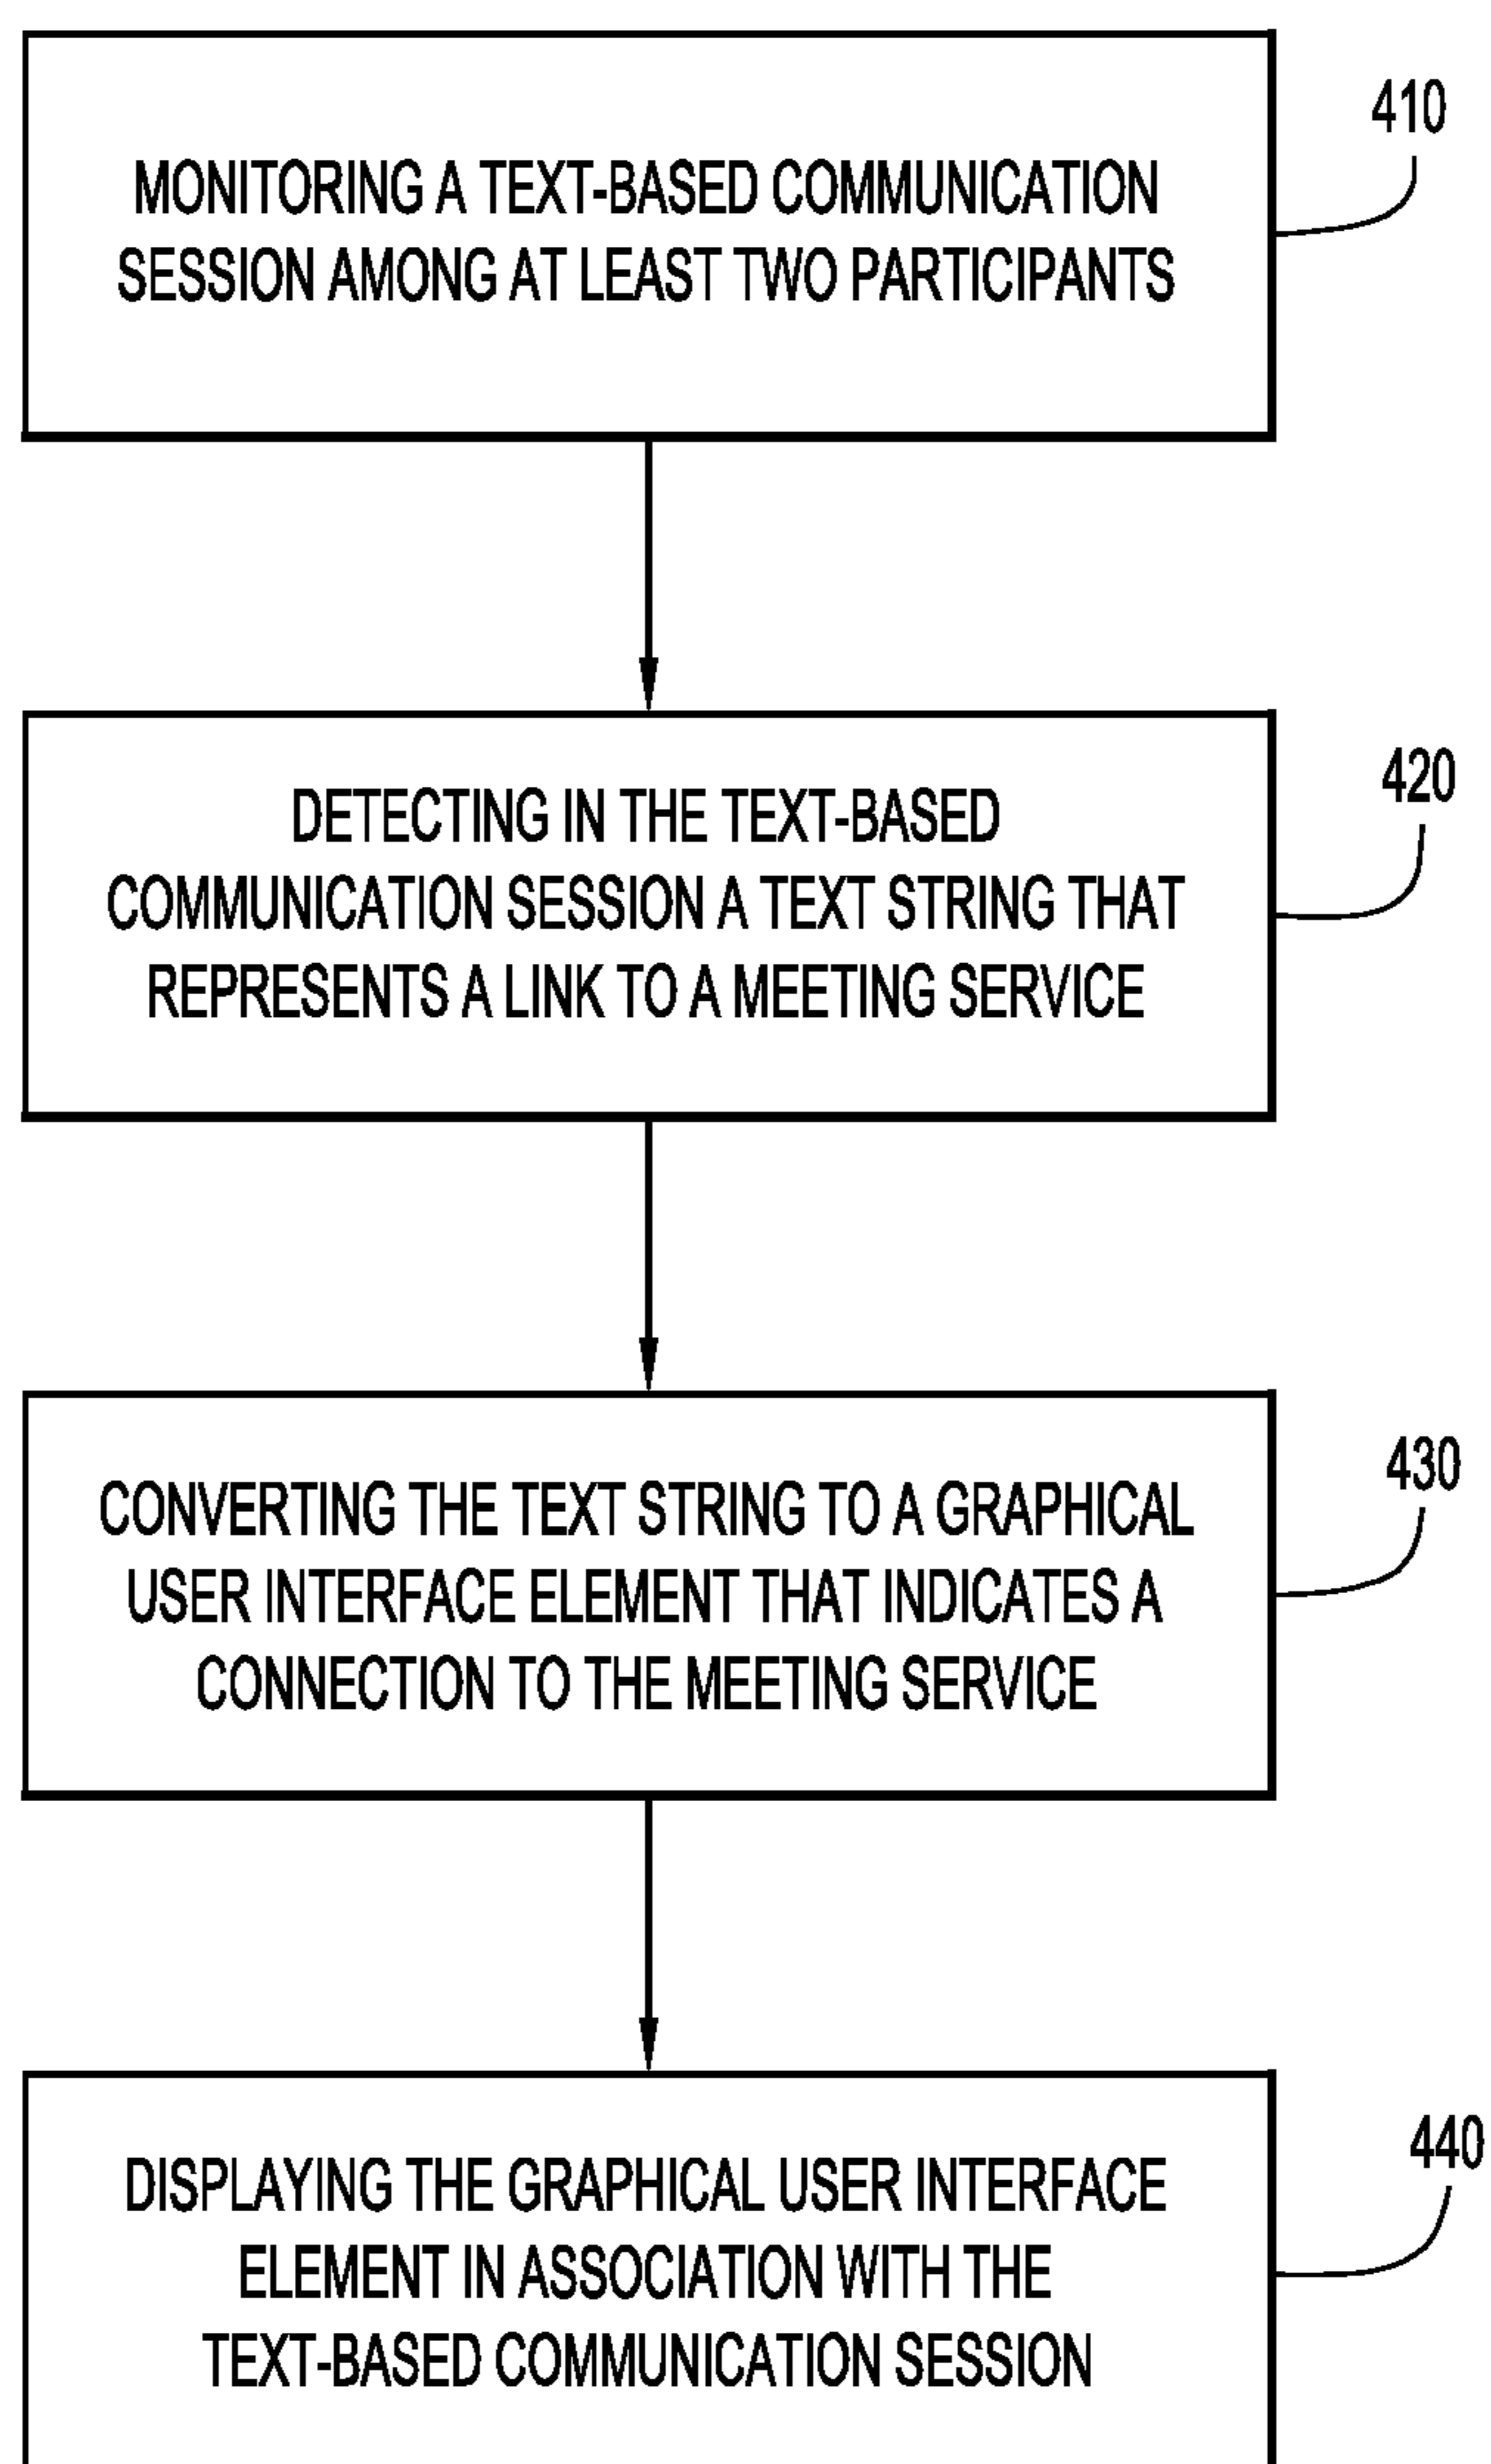 410
MONITORING A TEXT-BASED COMMUNICATION
SESSION AMONG AT LEAST TWO PARTICIPANTS
420
DETECTING IN THE TEXT-BASED
COMMUNICATION SESSION A TEXT STRING THAT
REPRESENTS A LINK TO A MEETING SERVICE
430
CONVERTING THE TEXT STRING TO A GRAPHICAL
USER INTERFACE ELEMENT THAT INDICATES A
CONNECTION TO THE MEETING SERVICE
440
DISPLAYING THE GRAPHICAL USER INTERFACE
ELEMENT IN ASSOCIATION WITH THE
TEXT-BASED COMMUNICATION SESSION